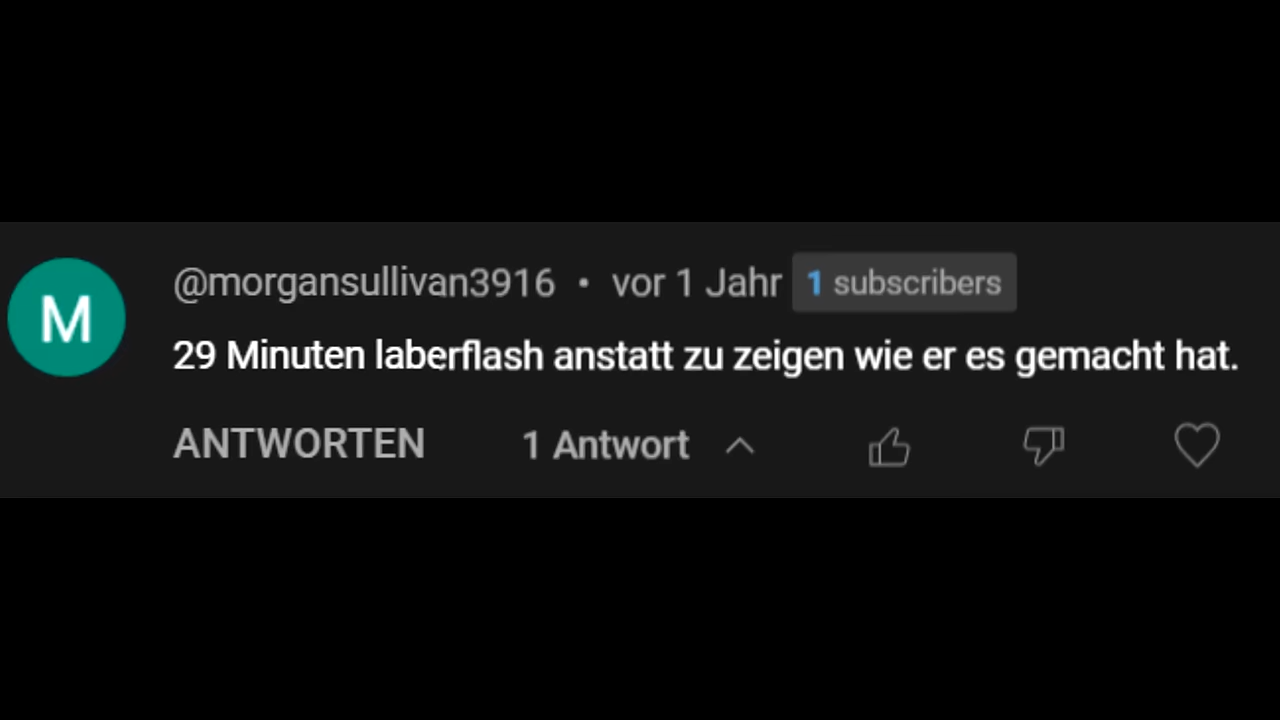 M
@morgansullivan3916 • vor 1 Jahr 1 subscribers
29 Minuten laberflash anstatt zu zeigen wie er es gemacht hat.
ANTWORTEN 1 Antwort